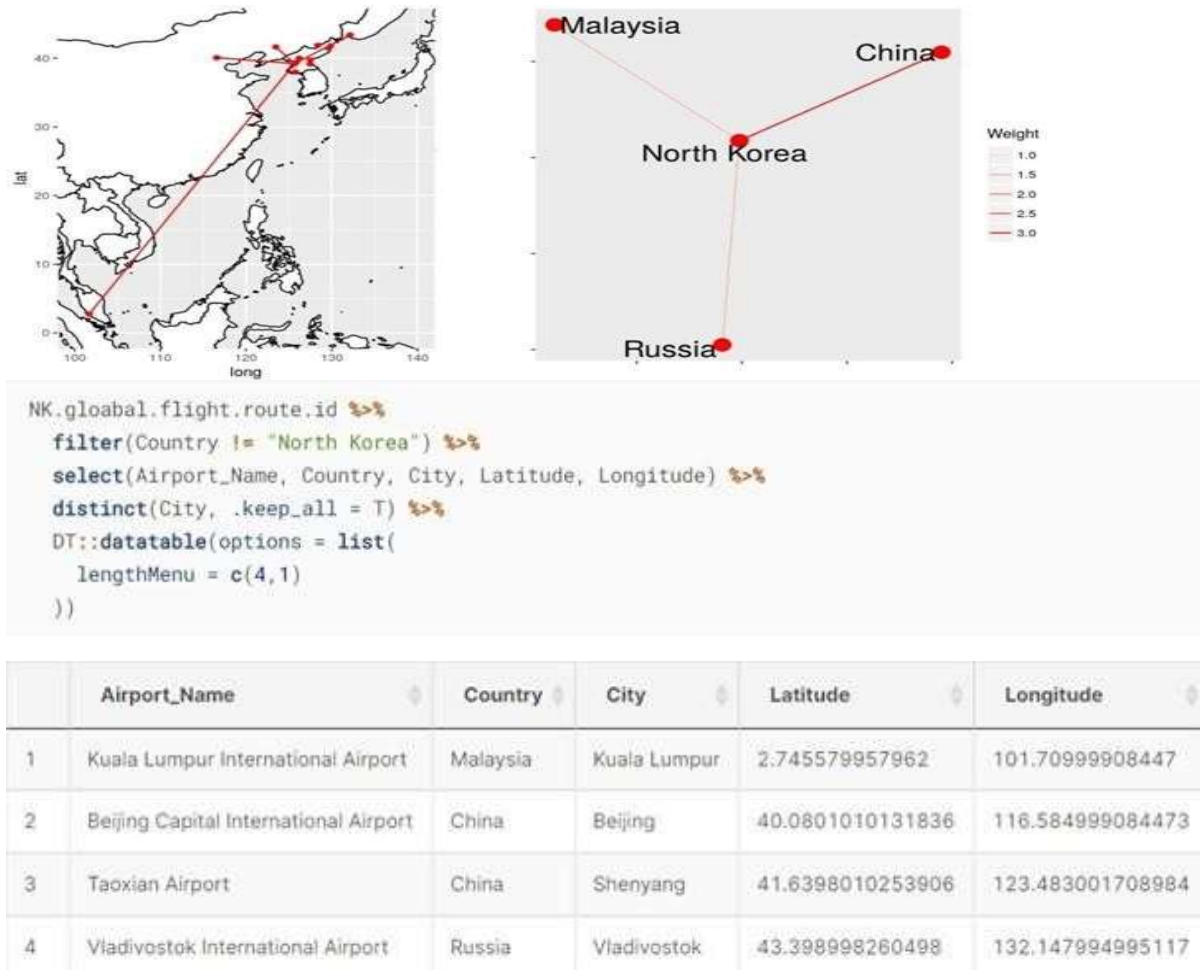 40
30
lat
20
10
0
100 110 120 130 140
long
Malaysia
China
North Korea
Russia
Weight
1.0
1.5
2.0
2.5
3.0
NK.gloabal.flight.route.id %>%
filter(Country != "North Korea") %>%
select(Airport_Name, Country, City, Latitude, Longitude) %>%
distinct(City, .keep_all = T) %>%
DT::datatable(options = list(
lengthMenu = c(4,1)
))
Airport_Name Country City Latitude Longitude
1 Kuala Lumpur International Airport Malaysia Kuala Lumpur 2.745579957962 101.70999908447
2 Beijing Capital International Airport China Beijing 40.0801010131836 116.584999084473
3 Taoxian Airport China Shenyang 41.6398010253906 123.483001708984
4 Vladivostok International Airport Russia Vladivostok 43.398998260498 132.147994995117